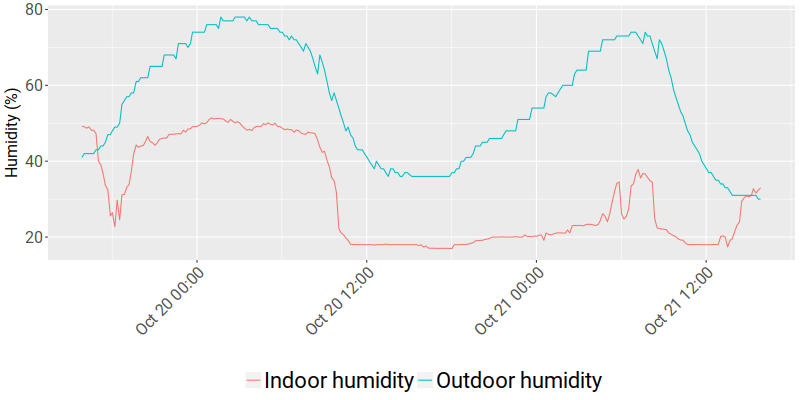 80
60
40
20
Humidity (%)
Oct 20 00:00
Oct 20 12:00
Oct 21 00:00
Oct 21 12:00
Indoor humidity
Outdoor humidity